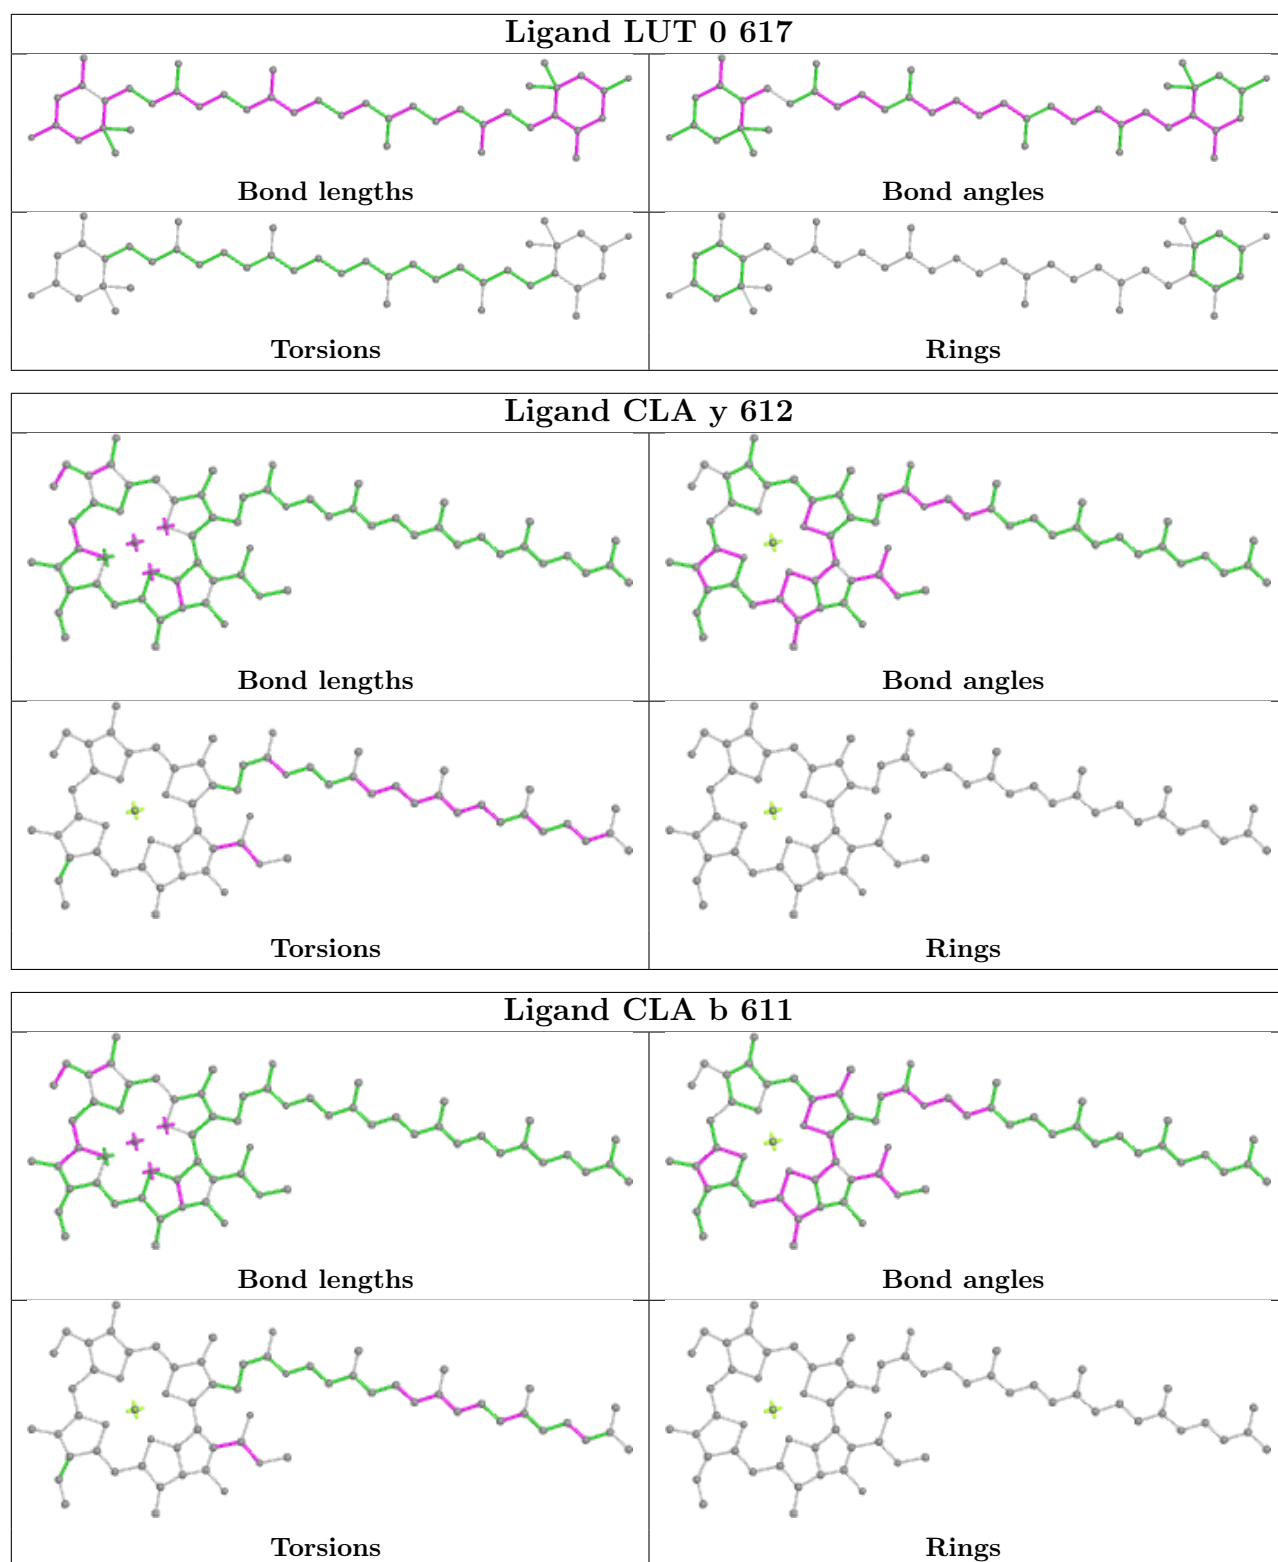 Ligand LUT 0 617
Bond lengths
Bond angles
Torsions
Rings
Ligand CLA y 612
Bond lengths
Bond angles
Torsions
Rings
Ligand CLA b 611
Bond lengths
Bond angles
Torsions
Rings